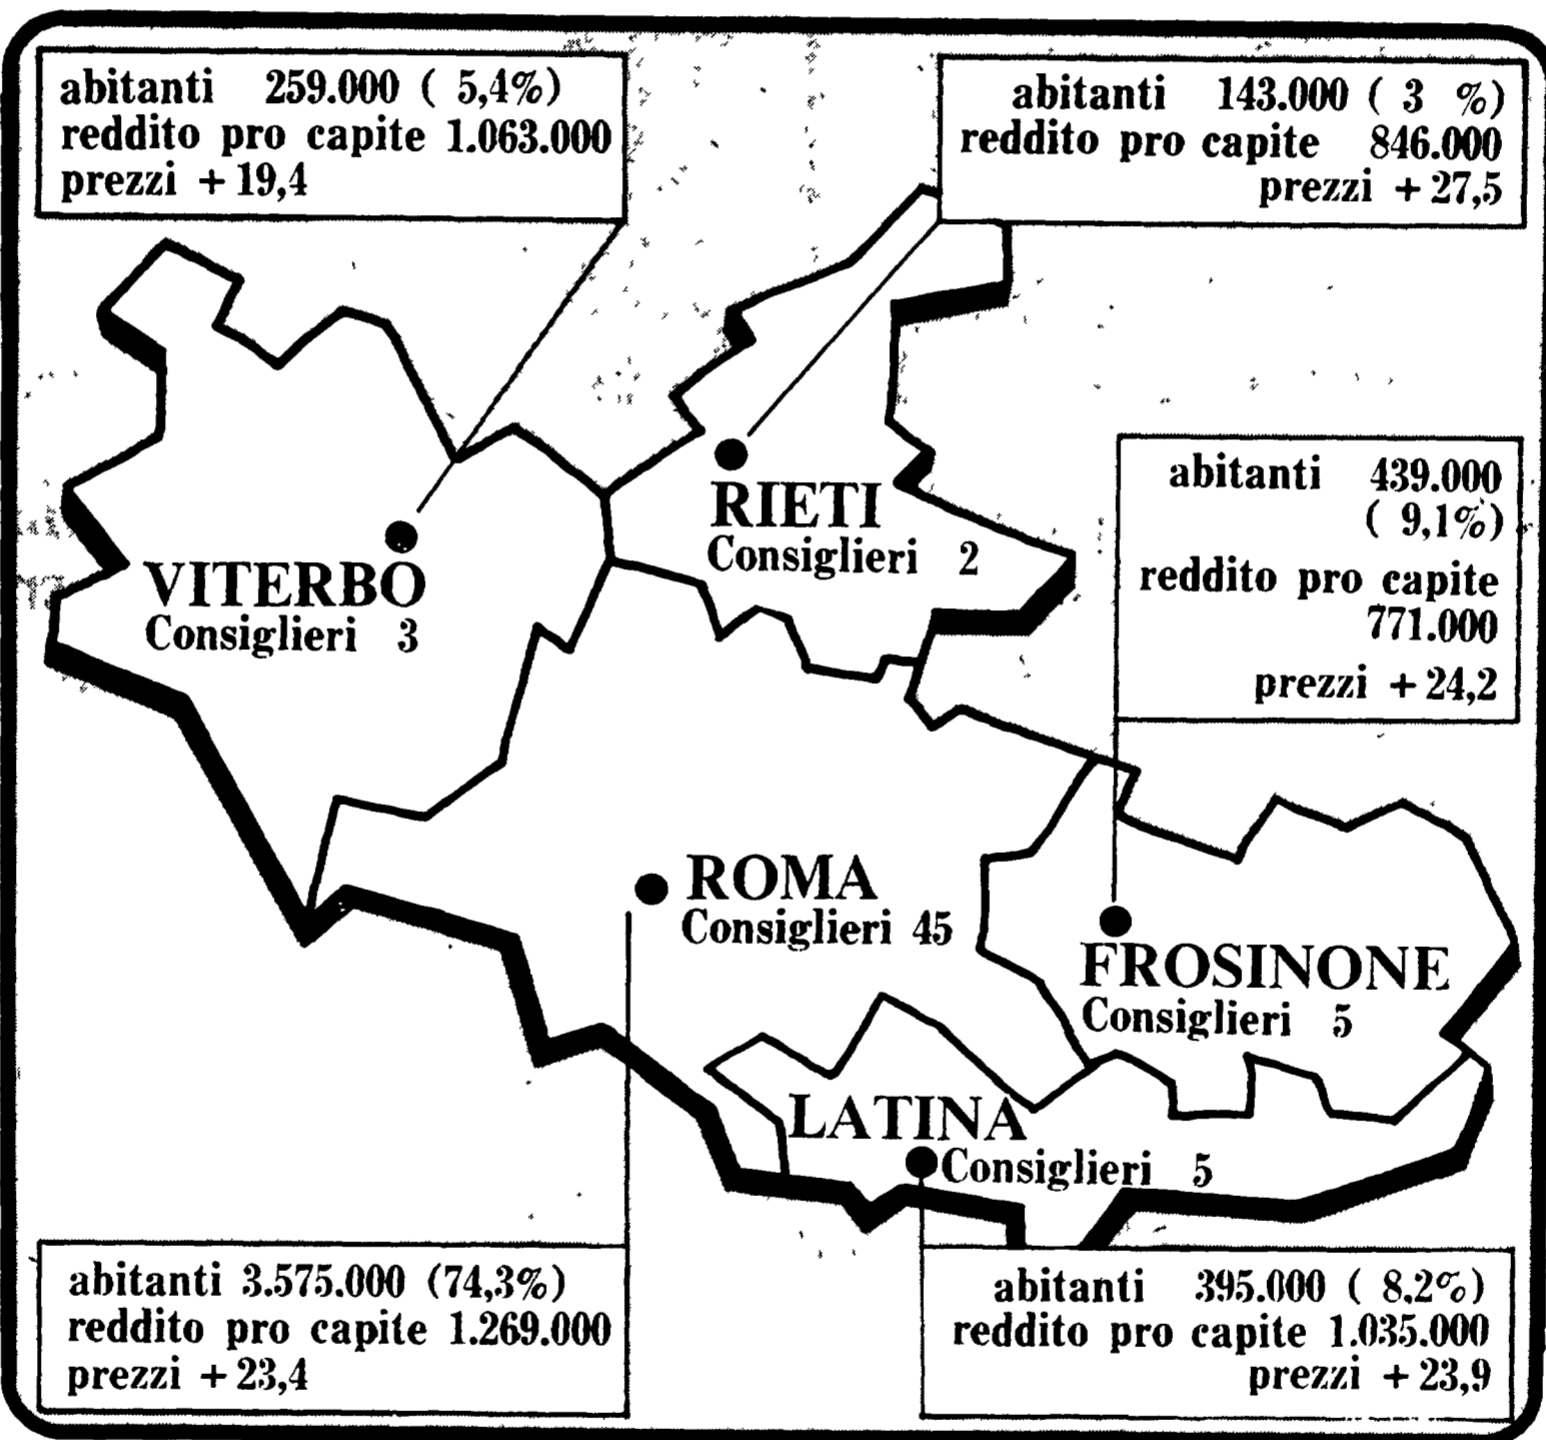 abitanti 259.000 ( 5,4%)
reddito pro capite 1.063.000
prezzi +19,4
abitanti 143.000 ( 3 %)
reddito pro capite 846.000
prezzi +27,5
abitanti 439.000
( 9,1%)
reddito pro capite
771.000
prezzi +24,2
RIETI
Consiglieri 2
VITERBO
Consiglieri 3
ROMA
Consiglieri 45
FROSINONE
Consiglieri 5
LATINA
Consiglieri 5
abitanti 3.575.000 (74,3%)
reddito pro capite 1.269.000
prezzi +23,4
abitanti 395.000 ( 8,2%)
reddito pro capite 1.035.000
prezzi +23,9